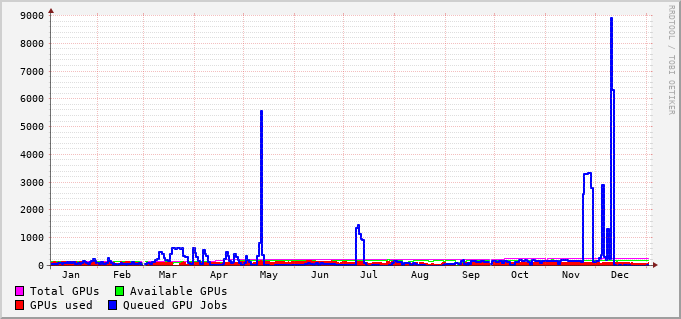 RRDTOOL / TOBI OETIKER
9000
8000
7000
6000
5000
4000
3000
2000
1000
0
Jan Feb Mar Apr May Jun Jul Aug Sep Oct Nov Dec
Total GPUs Available GPUs
GPUs used Queued GPU Jobs